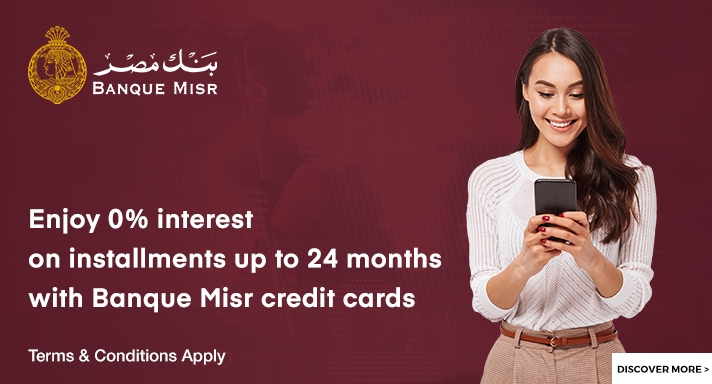 بنك مصر
BANQUE MISR
Enjoy 0% interest
on installments up to 24 months
with Banque Misr credit cards
Terms & Conditions Apply
DISCOVER MORE >